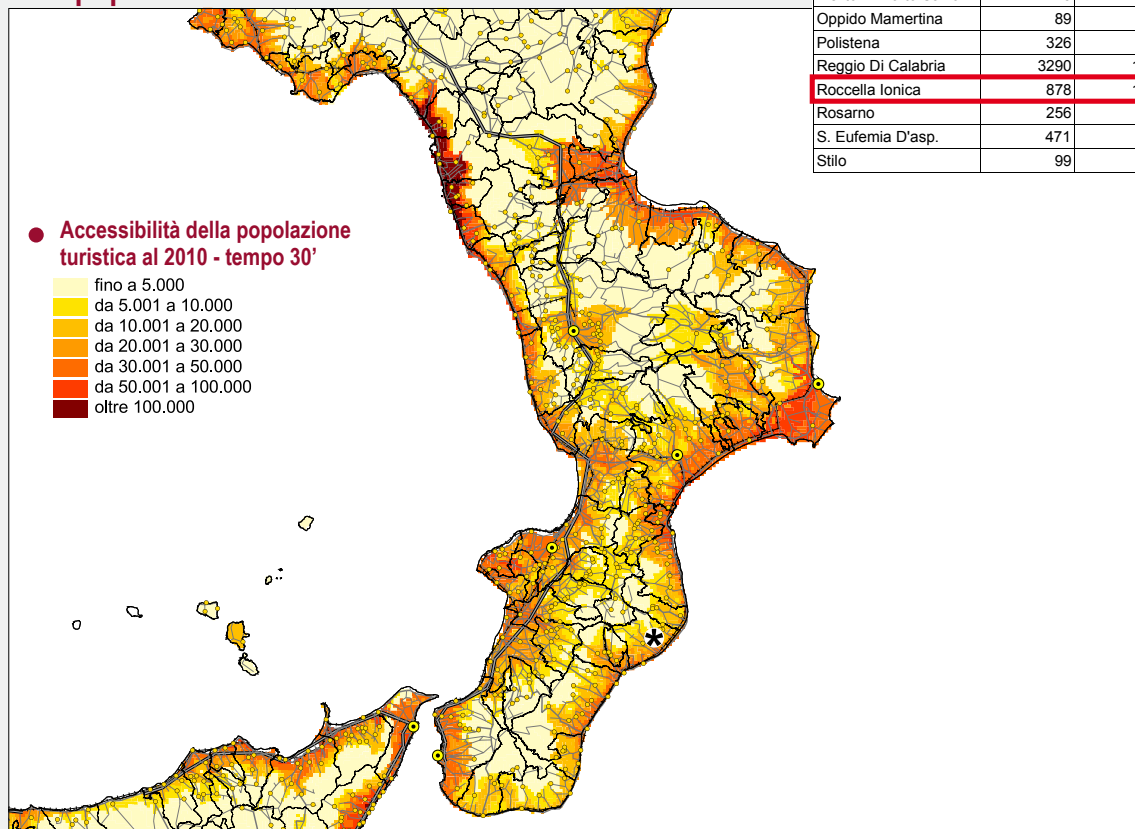 Oppido Mamertina 89
Polistena 326
Reggio Di Calabria 3290 1
Roccella Ionica 878 1
Rosarno 256
S. Eufemia D'asp. 471
Stilo 99
● Accessibilità della popolazione
turistica al 2010 - tempo 30’
fino a 5.000
da 5.001 a 10.000
da 10.001 a 20.000
da 20.001 a 30.000
da 30.001 a 50.000
da 50.001 a 100.000
oltre 100.000
*